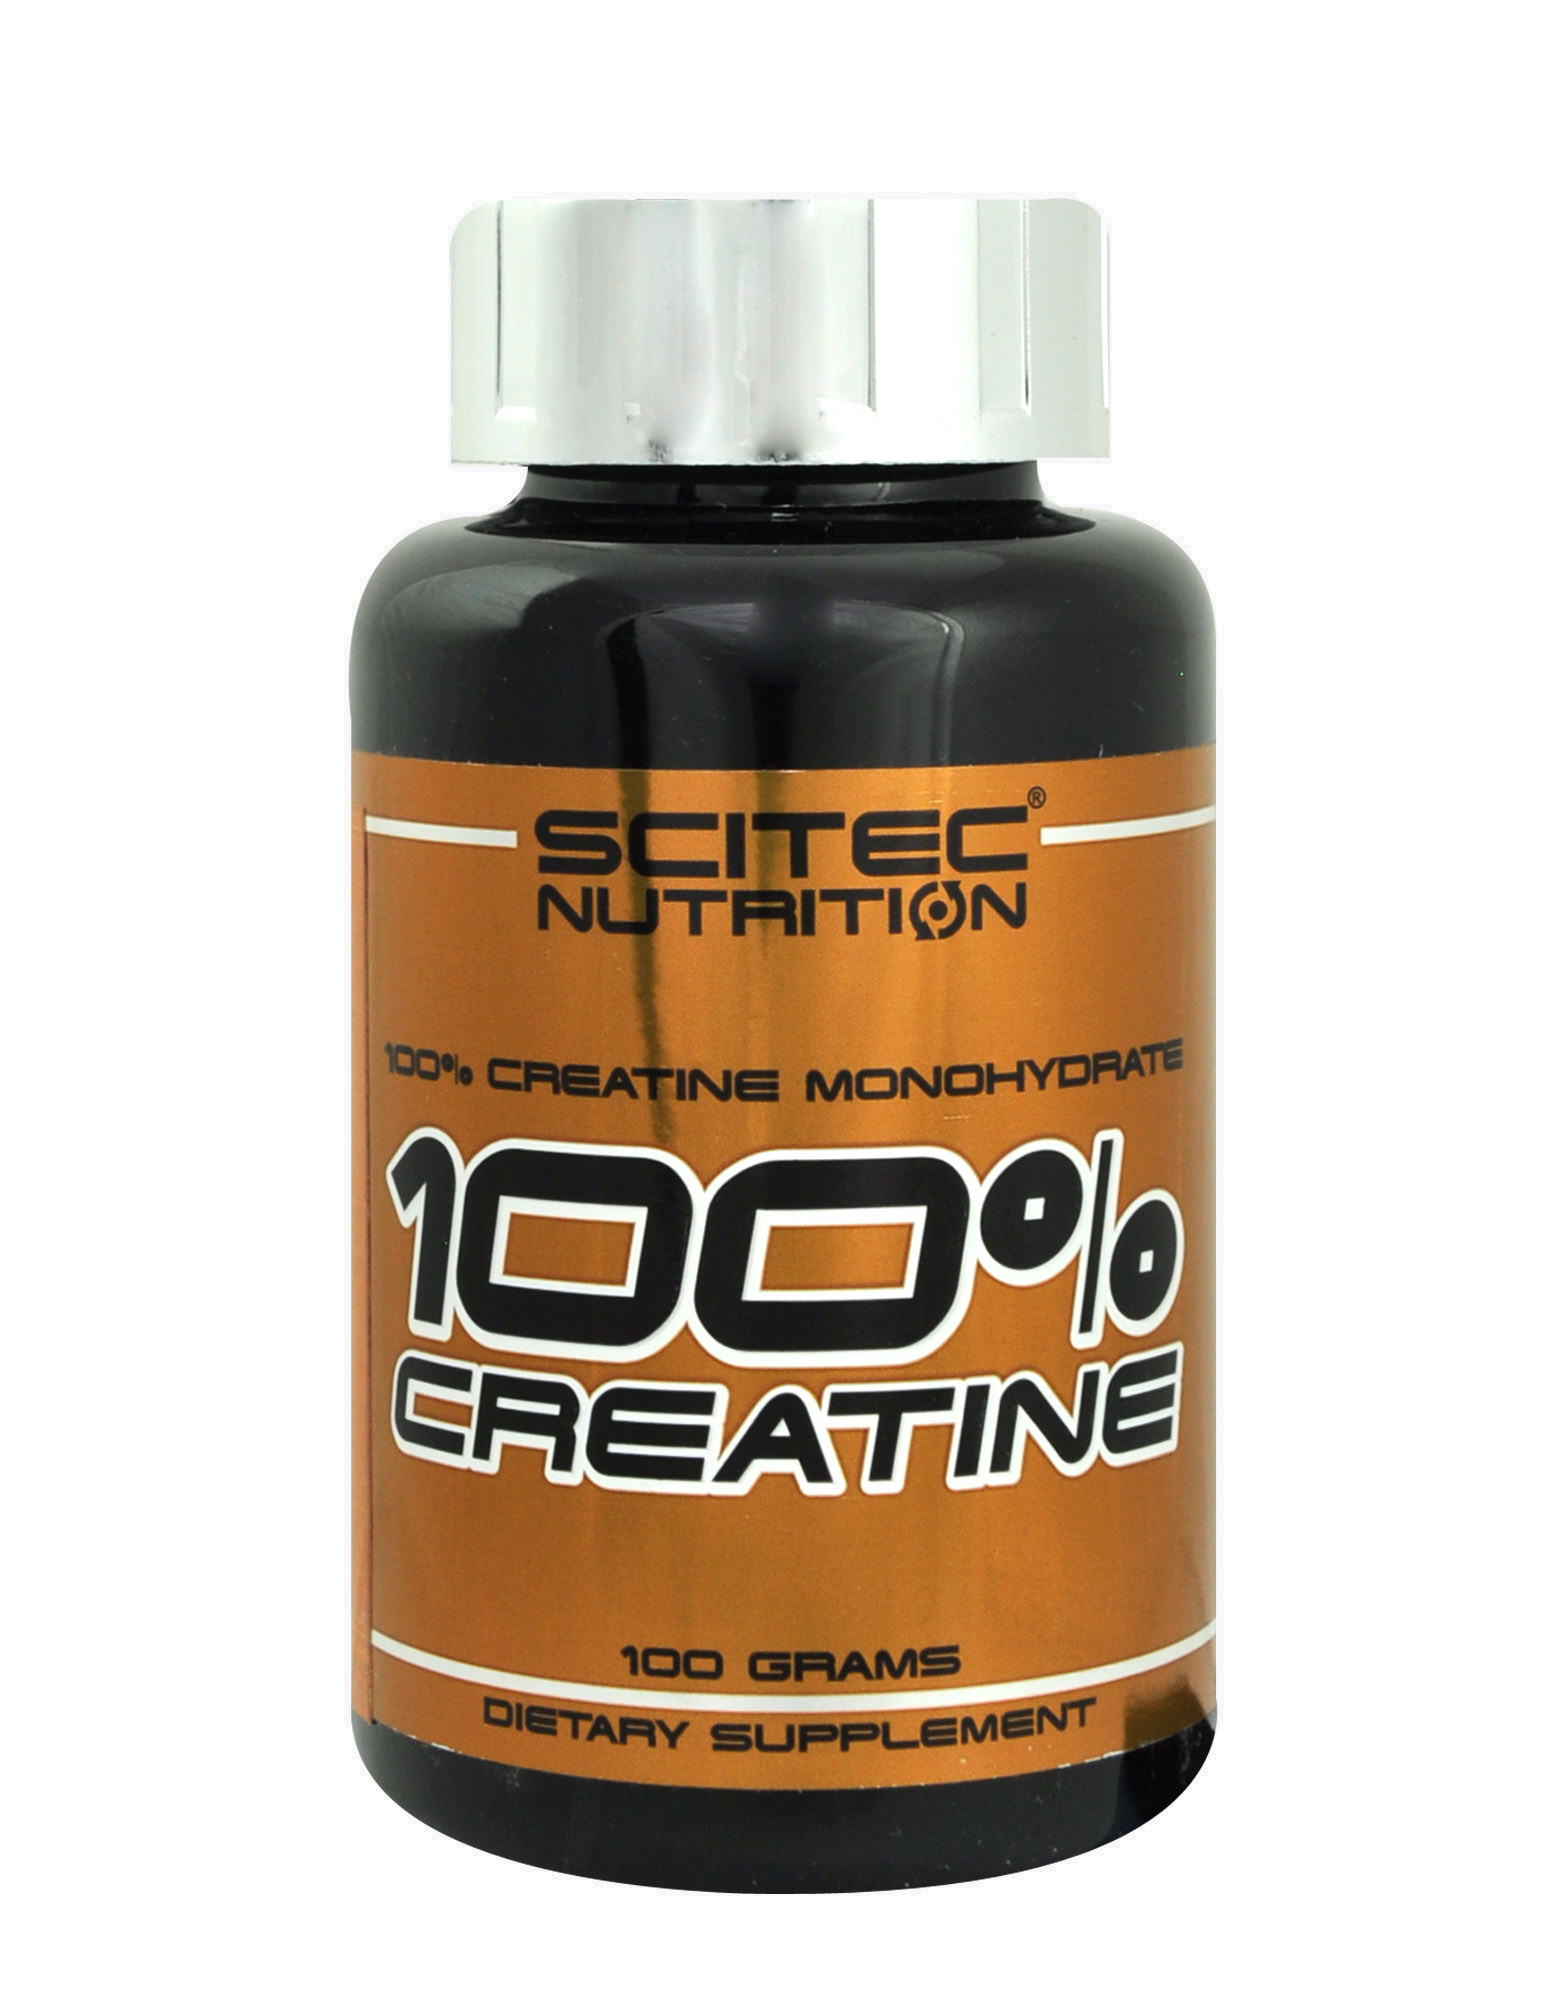 SCITEC®
NUTRITION
100% CREATINE MONOHYDRATE
100%
CREATINE
100 GRAMS
DIETARY SUPPLEMENT